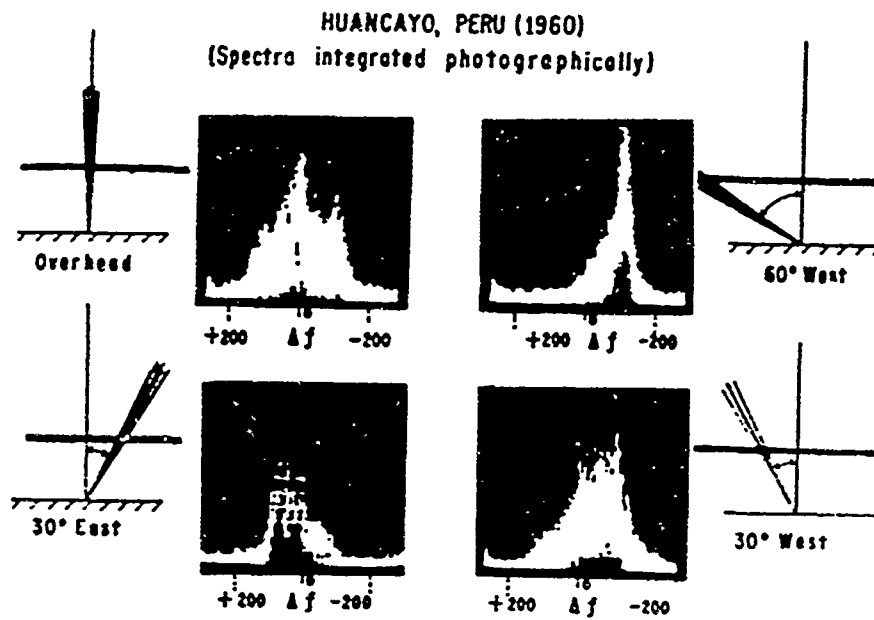 HUANCAYO, PERU (1960)
(Spectra integrated photographically)
Overhead
+200 Δf -200
+200 Δf -200
60° West
30° East
+200 Δf -200
+200 Δf -200
30° West